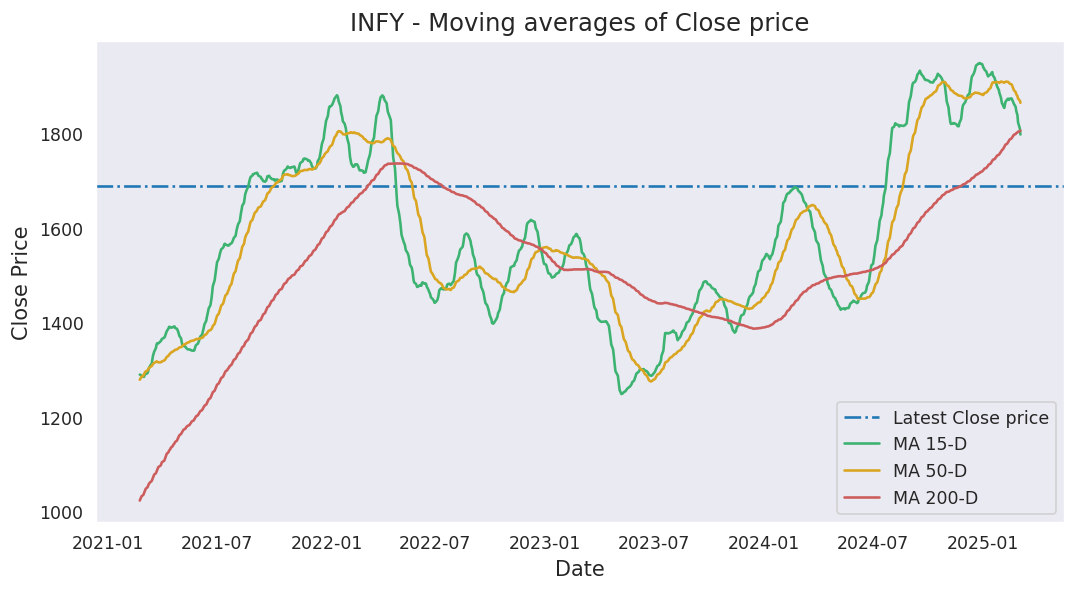 INFY - Moving averages of Close price
Close Price
1800
1600
1400
1200
1000
2021-01 2021-07 2022-01 2022-07 2023-01 2023-07 2024-01 2024-07 2025-01
Date
Latest Close price
MA 15-D
MA 50-D
MA 200-D